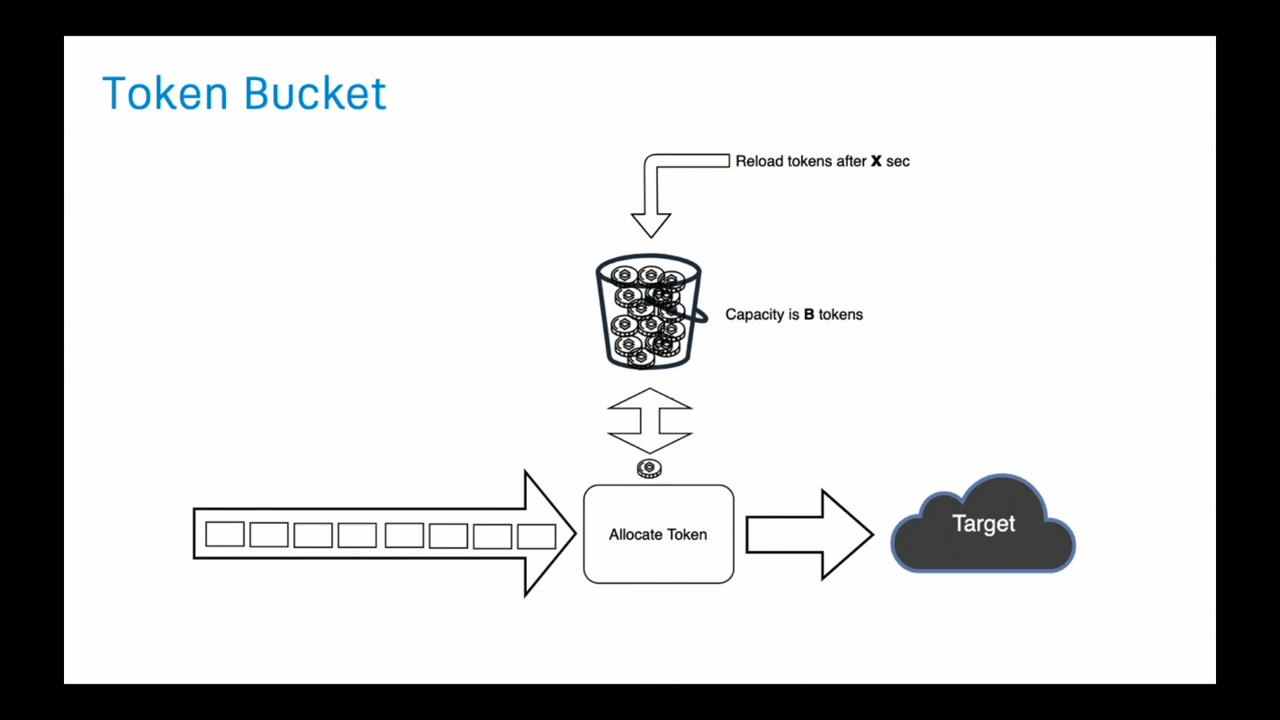 Token Bucket
Reload tokens after X sec
Capacity is B tokens
Allocate Token
Target